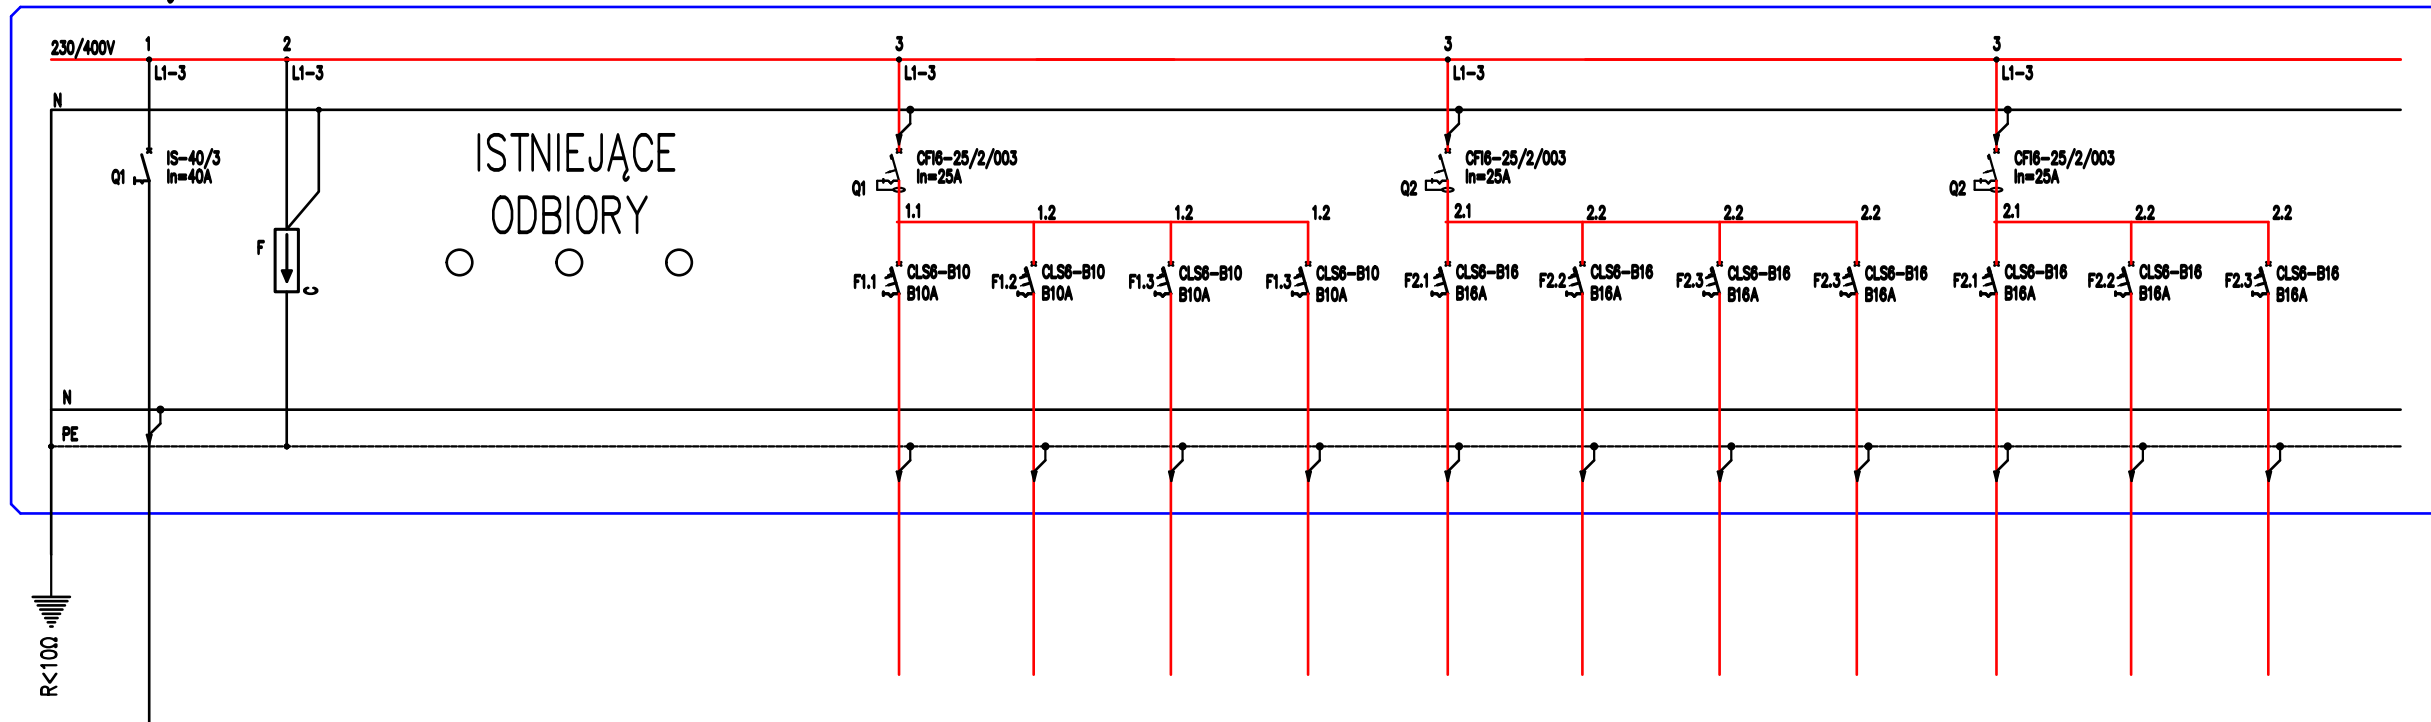 230/400V
1
2
3
3
3
L1-3
L1-3
L1-3
L1-3
L1-3
N
ISTNIEJĄCE
ODBIORY
Q1
IS-40/3
In=40A
Q1
CFI6-25/2/003
In=25A
Q2
CFI6-25/2/003
In=25A
Q2
CFI6-25/2/003
In=25A
1.1
1.2
1.2
1.2
2.1
2.2
2.2
2.2
2.1
2.2
2.2
F
C
F1.1
CLS6-B10
B10A
F1.2
CLS6-B10
B10A
F1.3
CLS6-B10
B10A
F1.3
CLS6-B10
B10A
F2.1
CLS6-B16
B16A
F2.2
CLS6-B16
B16A
F2.3
CLS6-B16
B16A
F2.3
CLS6-B16
B16A
F2.1
CLS6-B16
B16A
F2.2
CLS6-B16
B16A
F2.3
CLS6-B16
B16A
N
PE
R<10Ω